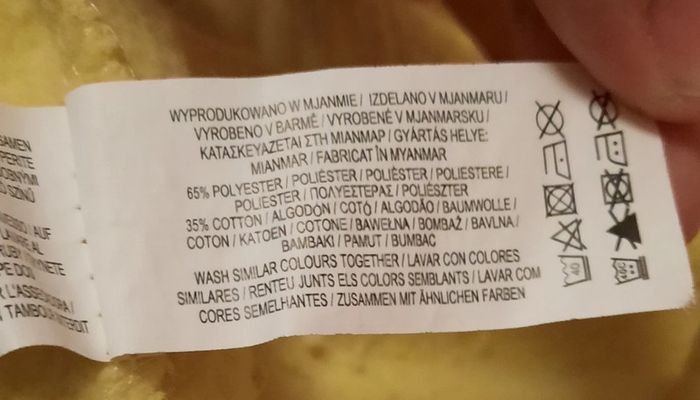 WYPRODUKOWANO W MJANMIE / IZDELANO V MJANMARU /
VYROBENO V BARMĚ / VYROBENÉ V MJANMARSKU /
ΚΑΤΑΣΚΕΥΑΖΕΤΑΙ ΣΤΗ ΜΙΑΝΜΑΡ / GYÁRTÁS HELYE:
MIANMAR / FABRICAT ÎN MYANMAR
65% POLYESTER / POLIÉSTER / POLIÈSTER / POLIESTERE /
POLIESTER / ΠΟΛΥΕΣΤΕΡΑΣ / POLIÉSZTER
35% COTTON / ALGODÓN / COTÓ / ALGODÃO / BAUMWOLLE /
COTON / KATOEN / COTONE / BAWEŁNA / BOMBAŽ / BAVLNA /
BAMBAKI / PAMUT / BUMBAC
WASH SIMILAR COLOURS TOGETHER / LAVAR CON COLORES
SIMILARES / RENTEU JUNTS ELS COLORS SEMBLANTS / LAVAR COM
CORES SEMELHANTES / ZUSAMMEN MIT ÄHNLICHEN FARBEN
40